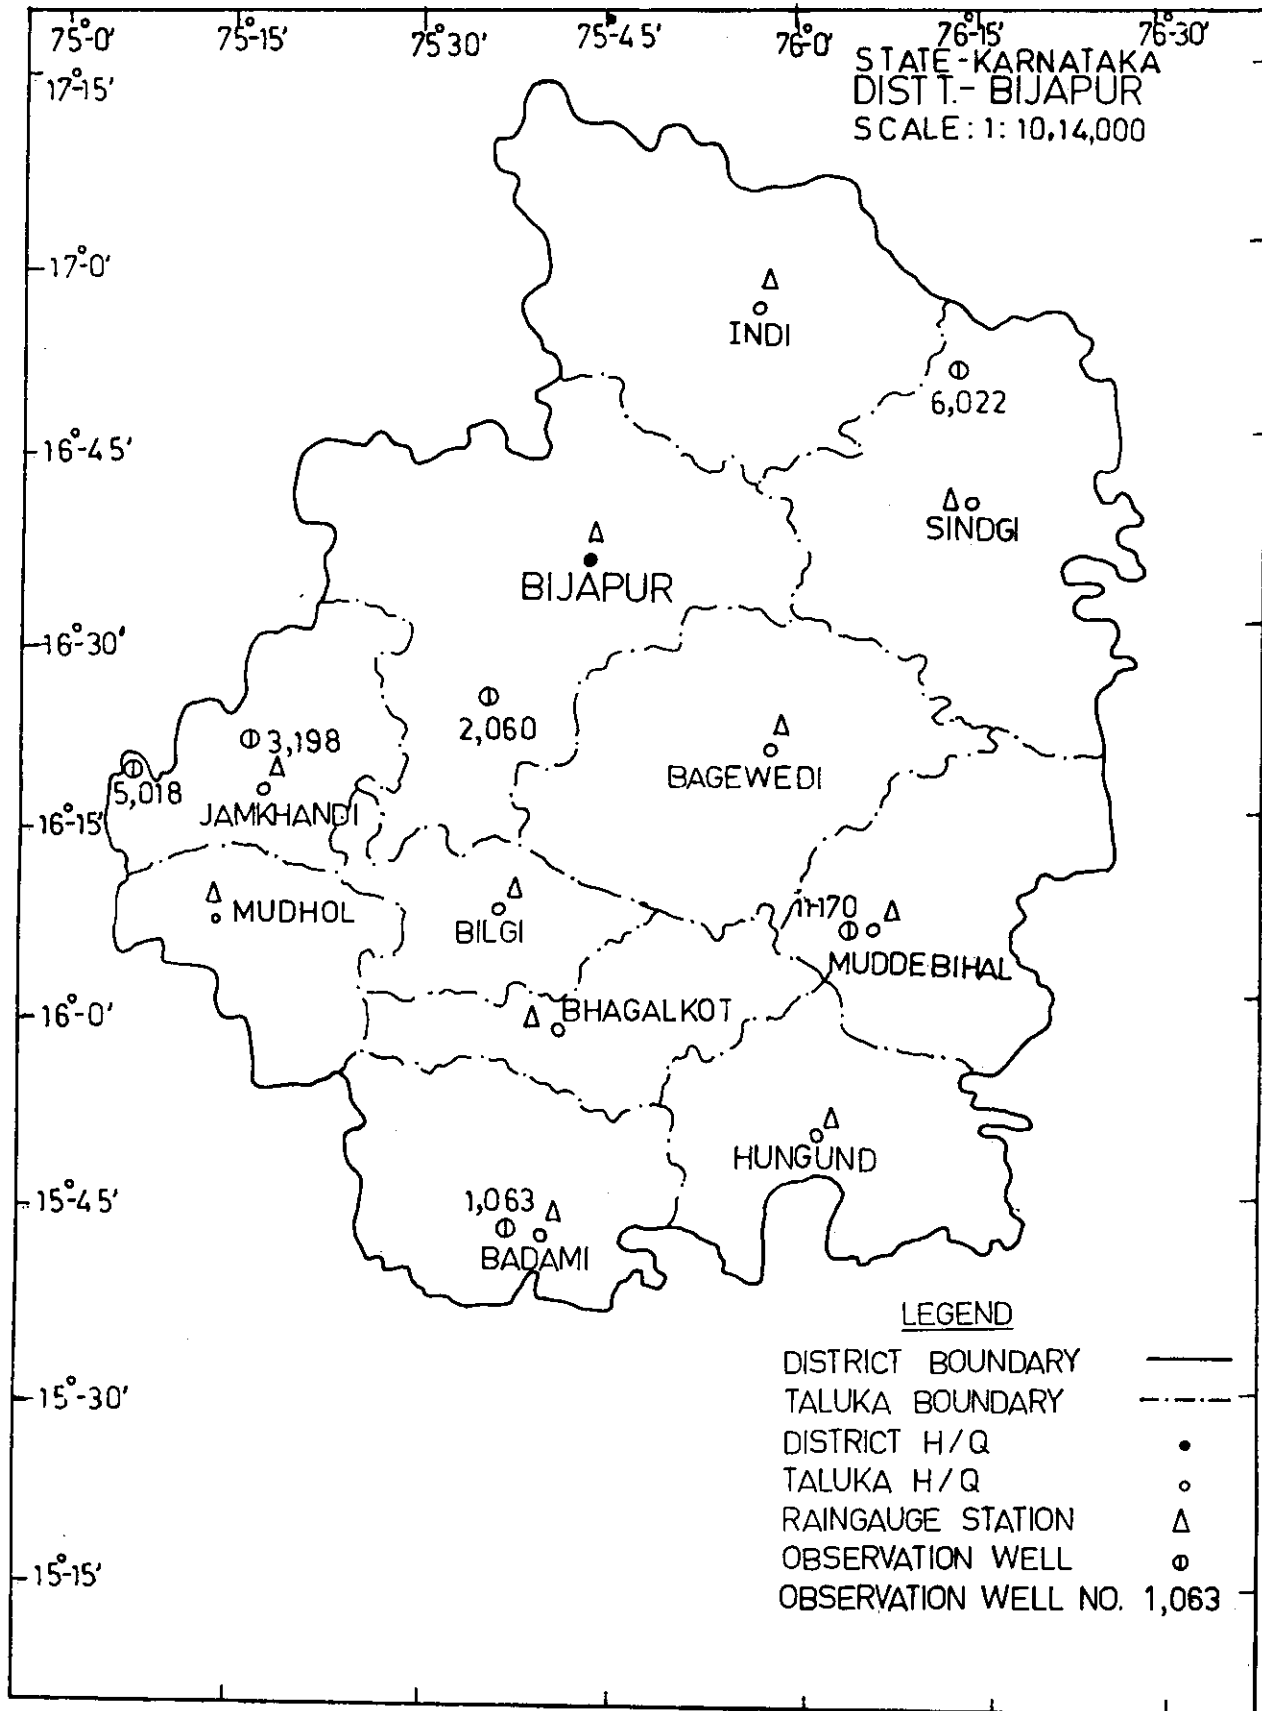 75°-0' 75°-15' 75°30' 75°-45' 76°-0' 76°-15' 76°-30'
STATE-KARNATAKA
DISTT.- BIJAPUR
SCALE: 1: 10,14,000
17°-15'
17°-0'
INDI
6,022
16°-45'
SINDGI
BIJAPUR
16°-30'
2,060
3,198
BAGEWEDI
5,018
JAMKHANDI
16°-15'
MUDHOL
BILGI
MUDDEBIHAL
16°-0'
BHAGALKOT
HUNGUND
15°-45'
1,063
BADAMI
LEGEND
DISTRICT BOUNDARY
TALUKA BOUNDARY
15°-30'
DISTRICT H/Q
TALUKA H/Q
RAINGAUGE STATION
OBSERVATION WELL
15°-15'
OBSERVATION WELL NO. 1,063